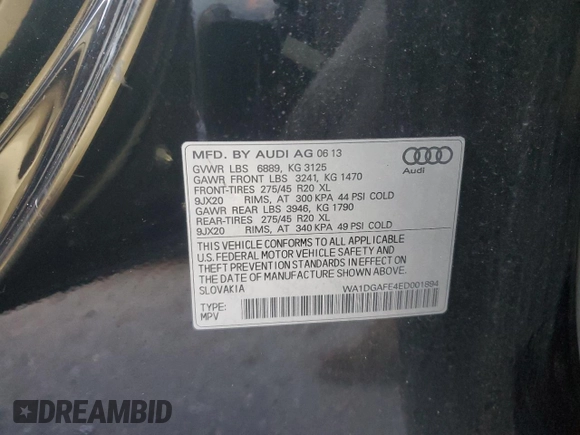 MFD. BY AUDI AG 06 13
GVWR LBS 6889, KG 3125
GAWR FRONT LBS 3241, KG 1470
FRONT-TIRES 275/45 R20 XL
9JX20 RIMS, AT 300 KPA 44 PSI COLD
GAWR REAR LBS 3946, KG 1790
REAR-TIRES 275/45 R20 XL
9JX20 RIMS, AT 340 KPA 49 PSI COLD
THIS VEHICLE CONFORMS TO ALL APPLICABLE
U.S. FEDERAL MOTOR VEHICLE SAFETY AND
THEFT PREVENTION STANDARDS IN EFFECT ON
THE DATE OF MANUFACTURE SHOWN ABOVE.
SLOVAKIA
WA1DGAFE4ED001894
TYPE:
MPV
DREAMBID